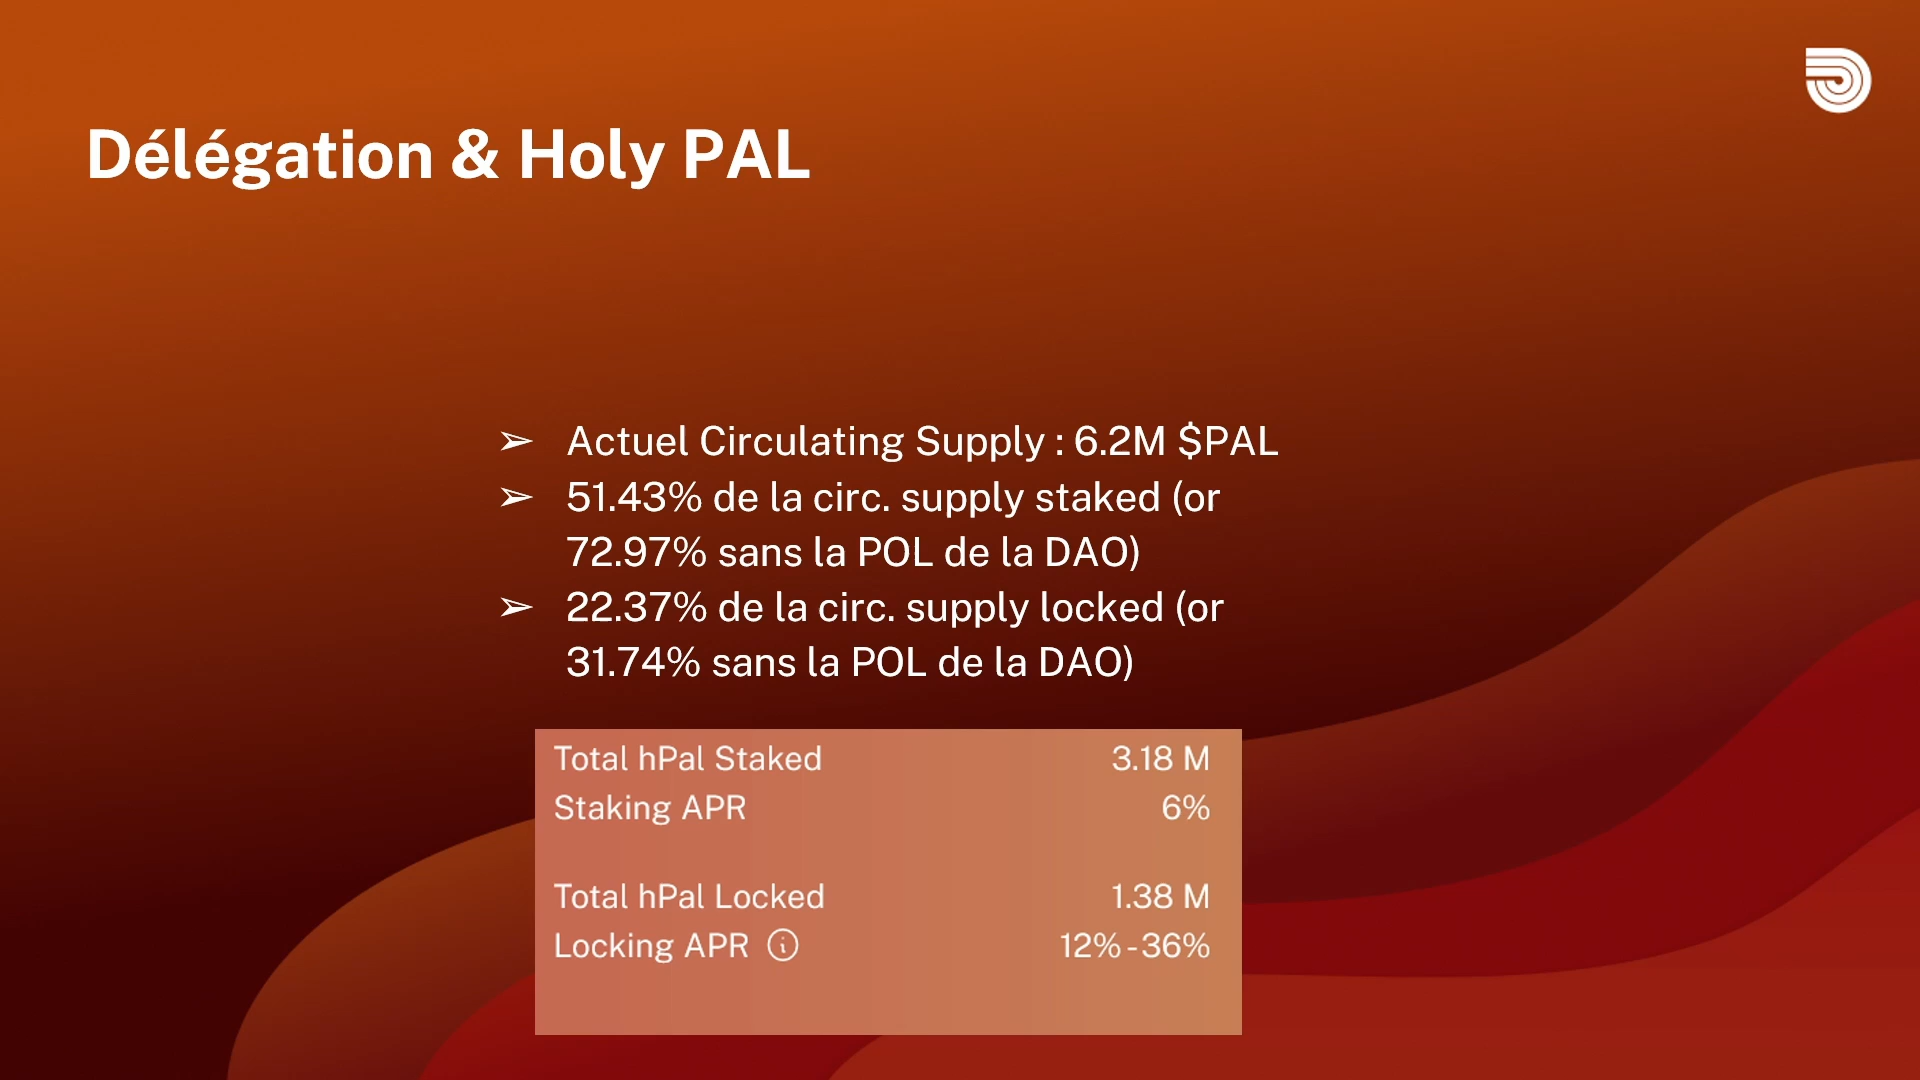 Délégation & Holy PAL
➢ Actuel Circulating Supply : 6.2M $PAL
➢ 51.43% de la circ. supply staked (or
72.97% sans la POL de la DAO)
➢ 22.37% de la circ. supply locked (or
31.74% sans la POL de la DAO)
Total hPal Staked 3.18 M
Staking APR 6%
Total hPal Locked 1.38 M
Locking APR 12% - 36%